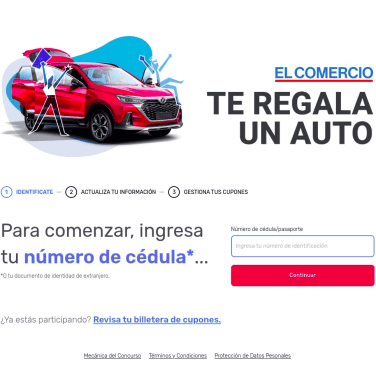 EL COMERCIO
TE REGALA
UN AUTO
1 IDENTIFICATE — 2 ACTUALIZA TU INFORMACIÓN — 3 GESTIONA TUS CUPONES
Para comenzar, ingresa
tu número de cédula*...
*O tu documento de identidad de extranjero.
Número de cédula/pasaporte
Ingresa tu número de identificación
Continuar
¿Ya estás participando? Revisa tu billetera de cupones.
Mecánica del Concurso Términos y Condiciones Protección de Datos Pesonales